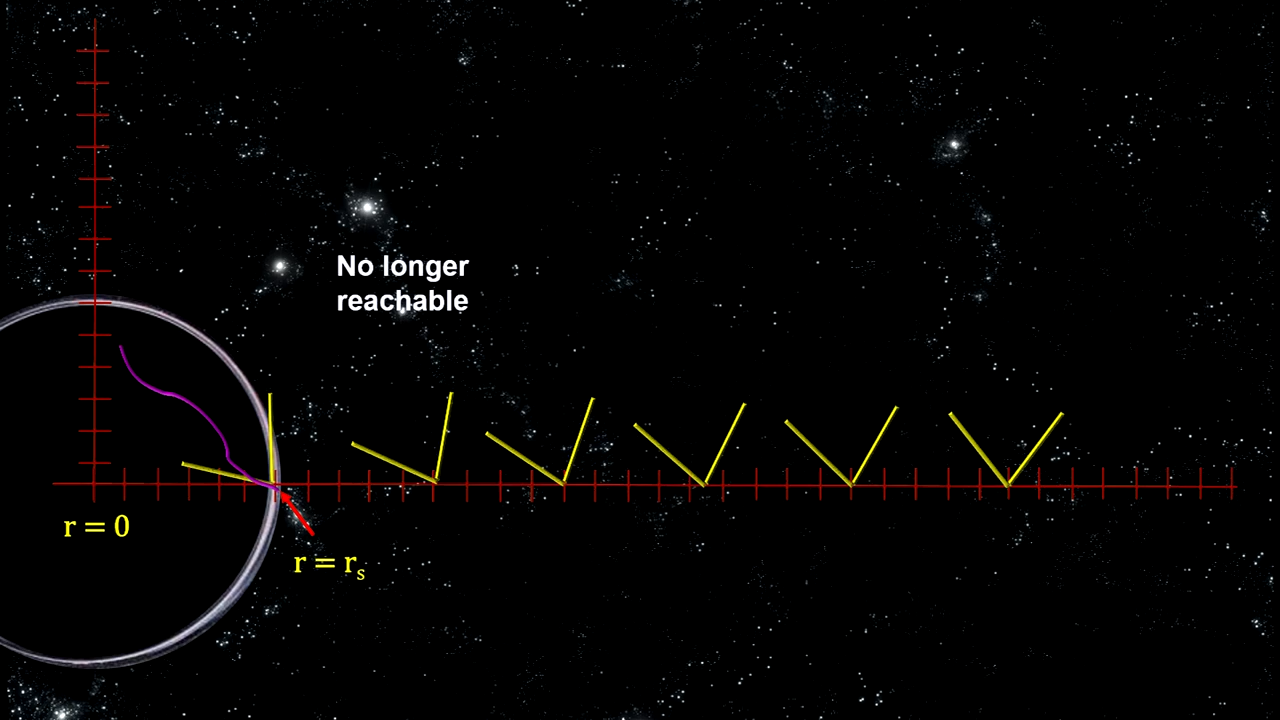 No longer
reachable
r = 0
r = rₛ